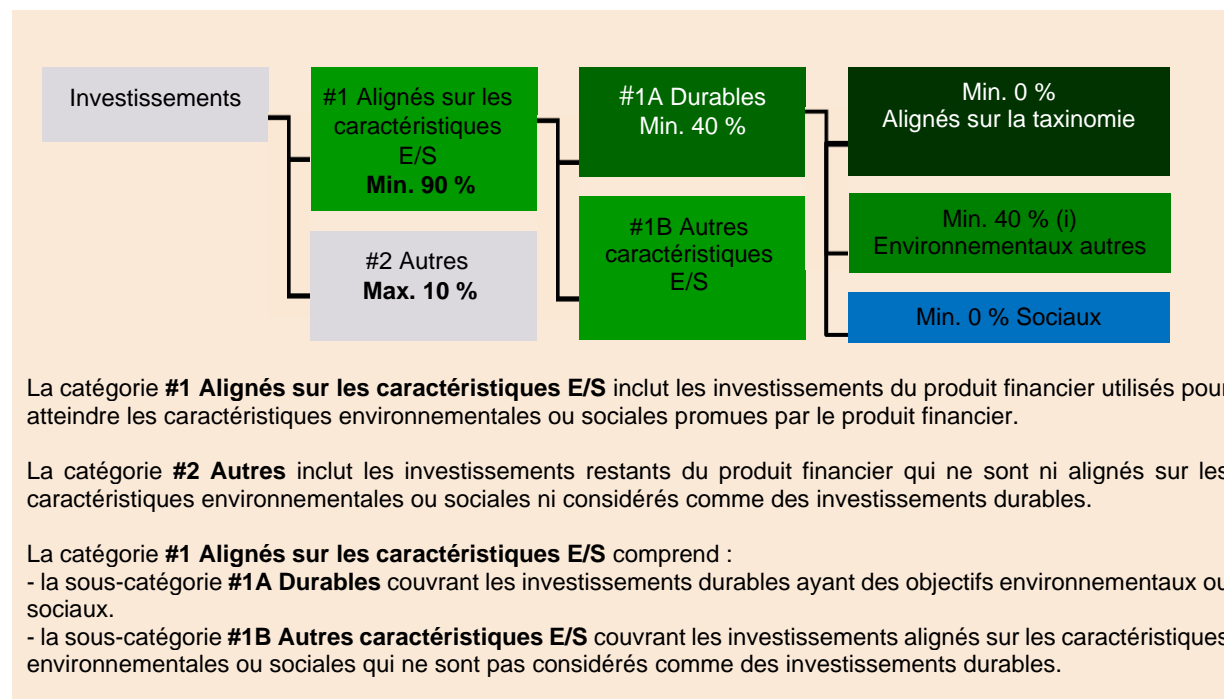 Investissements
#1 Alignés sur les
caractéristiques
E/S
Min. 90 %
#2 Autres
Max. 10 %
#1A Durables
Min. 40 %
#1B Autres
caractéristiques
E/S
Min. 0 %
Alignés sur la taxinomie
Min. 40 % (i)
Environnementaux autres
Min. 0 % Sociaux
La catégorie #1 Alignés sur les caractéristiques E/S inclut les investissements du produit financier utilisés pour
atteindre les caractéristiques environnementales ou sociales promues par le produit financier.
La catégorie #2 Autres inclut les investissements restants du produit financier qui ne sont ni alignés sur les
caractéristiques environnementales ou sociales ni considérés comme des investissements durables.
La catégorie #1 Alignés sur les caractéristiques E/S comprend :
- la sous-catégorie #1A Durables couvrant les investissements durables ayant des objectifs environnementaux ou
sociaux.
- la sous-catégorie #1B Autres caractéristiques E/S couvrant les investissements alignés sur les caractéristiques
environnementales ou sociales qui ne sont pas considérés comme des investissements durables.